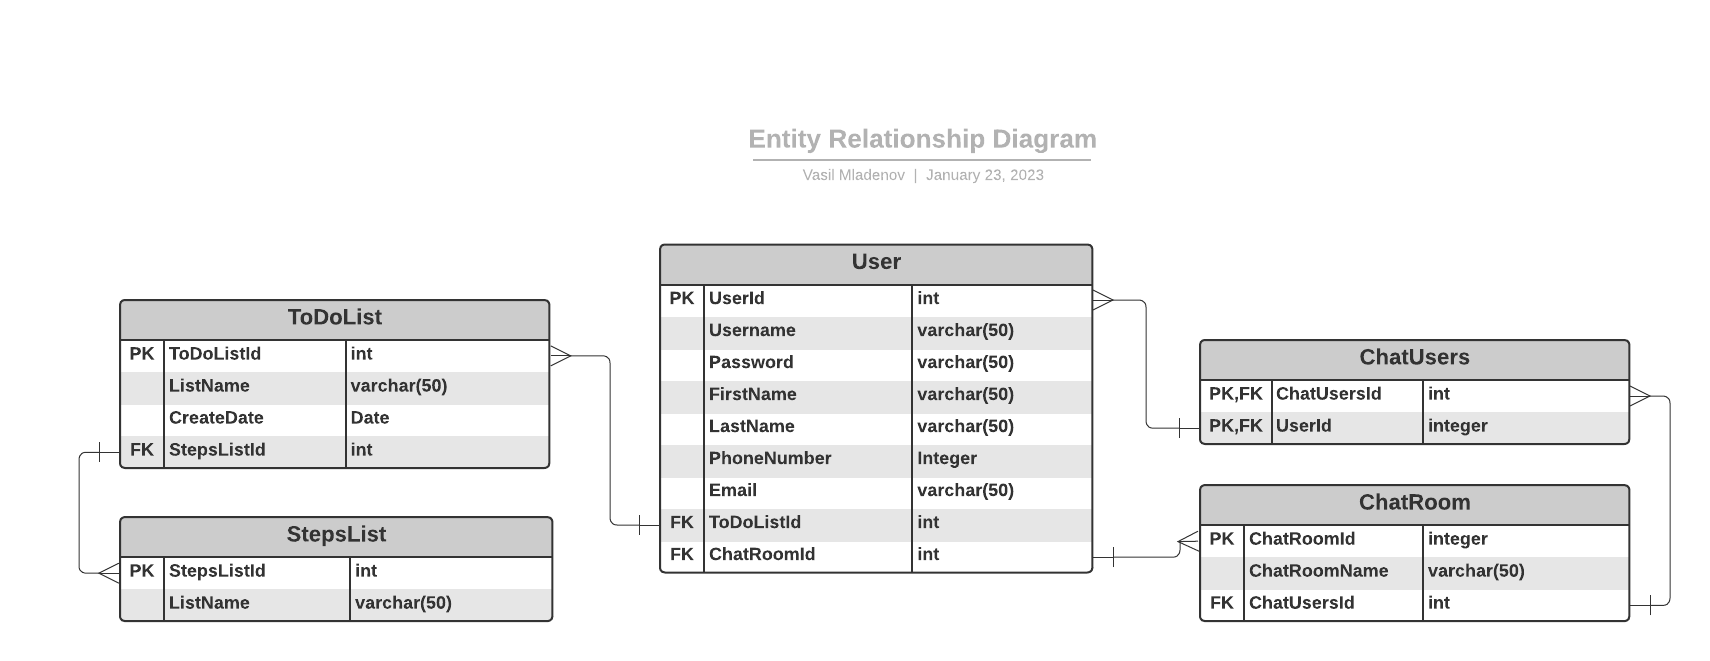 Entity Relationship Diagram
Vasil Mladenov | January 23, 2023
ToDoList
PK ToDoListId int
ListName varchar(50)
CreateDate Date
FK StepsListId int
StepsList
PK StepsListId int
ListName varchar(50)
User
PK UserId int
Username varchar(50)
Password varchar(50)
FirstName varchar(50)
LastName varchar(50)
PhoneNumber Integer
Email varchar(50)
FK ToDoListId int
FK ChatRoomId int
ChatUsers
PK,FK ChatUsersId int
PK,FK UserId integer
ChatRoom
PK ChatRoomId integer
ChatRoomName varchar(50)
FK ChatUsersId int